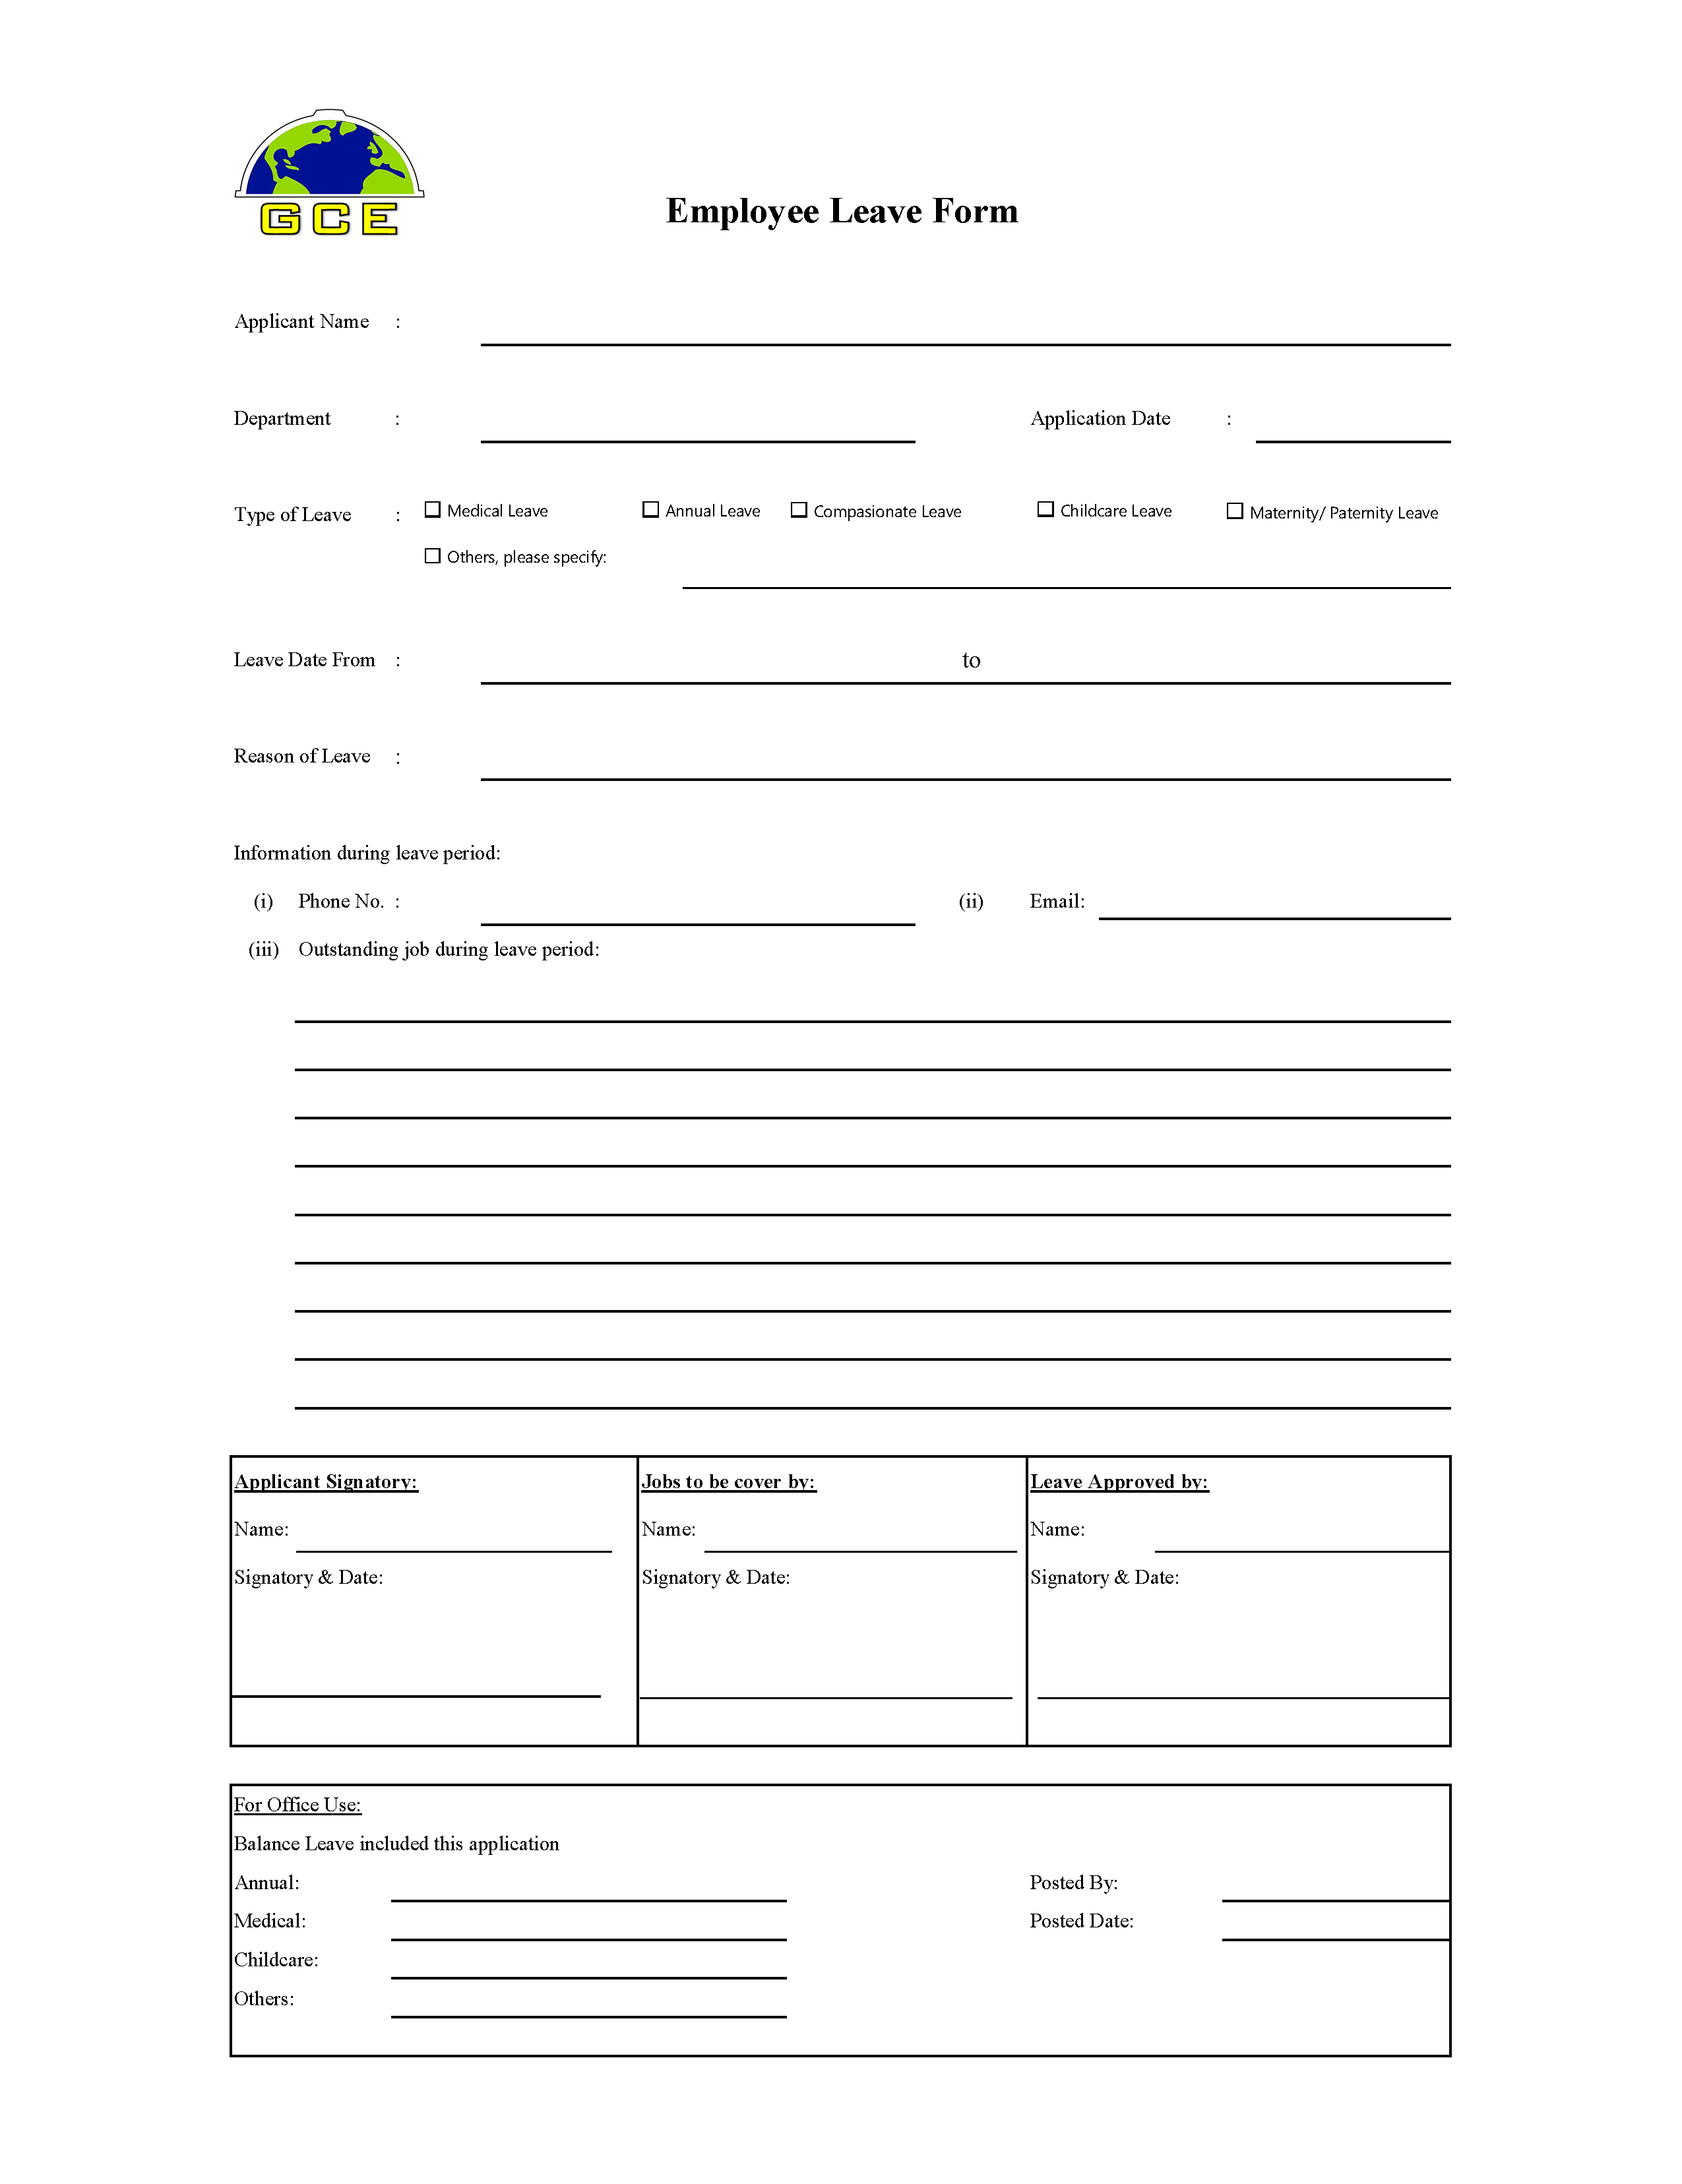 GCE
Employee Leave Form
Applicant Name :
Department : Application Date :
Type of Leave : Medical Leave Annual Leave Compasionate Leave Childcare Leave Maternity/ Paternity Leave
Others, please specify:
Leave Date From : to
Reason of Leave :
Information during leave period:
(i) Phone No. : (ii) Email:
(iii) Outstanding job during leave period:
Applicant Signatory: Jobs to be cover by: Leave Approved by:
Name: Name: Name:
Signatory & Date: Signatory & Date: Signatory & Date:
For Office Use:
Balance Leave included this application
Annual: Posted By:
Medical: Posted Date:
Childcare:
Others: